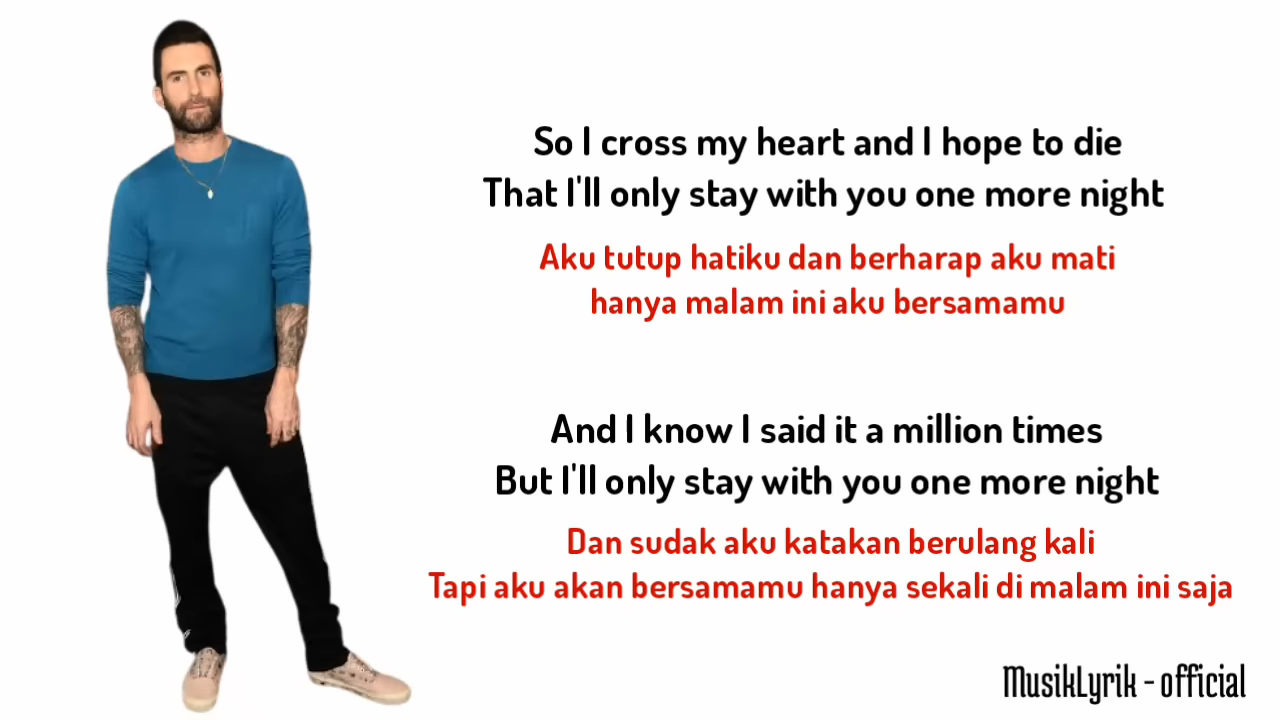 So I cross my heart and I hope to die
That I'll only stay with you one more night
Aku tutup hatiku dan berharap aku mati
hanya malam ini aku bersamamu
And I know I said it a million times
But I'll only stay with you one more night
Dan sudak aku katakan berulang kali
Tapi aku akan bersamamu hanya sekali di malam ini saja
MusikLyrik - official